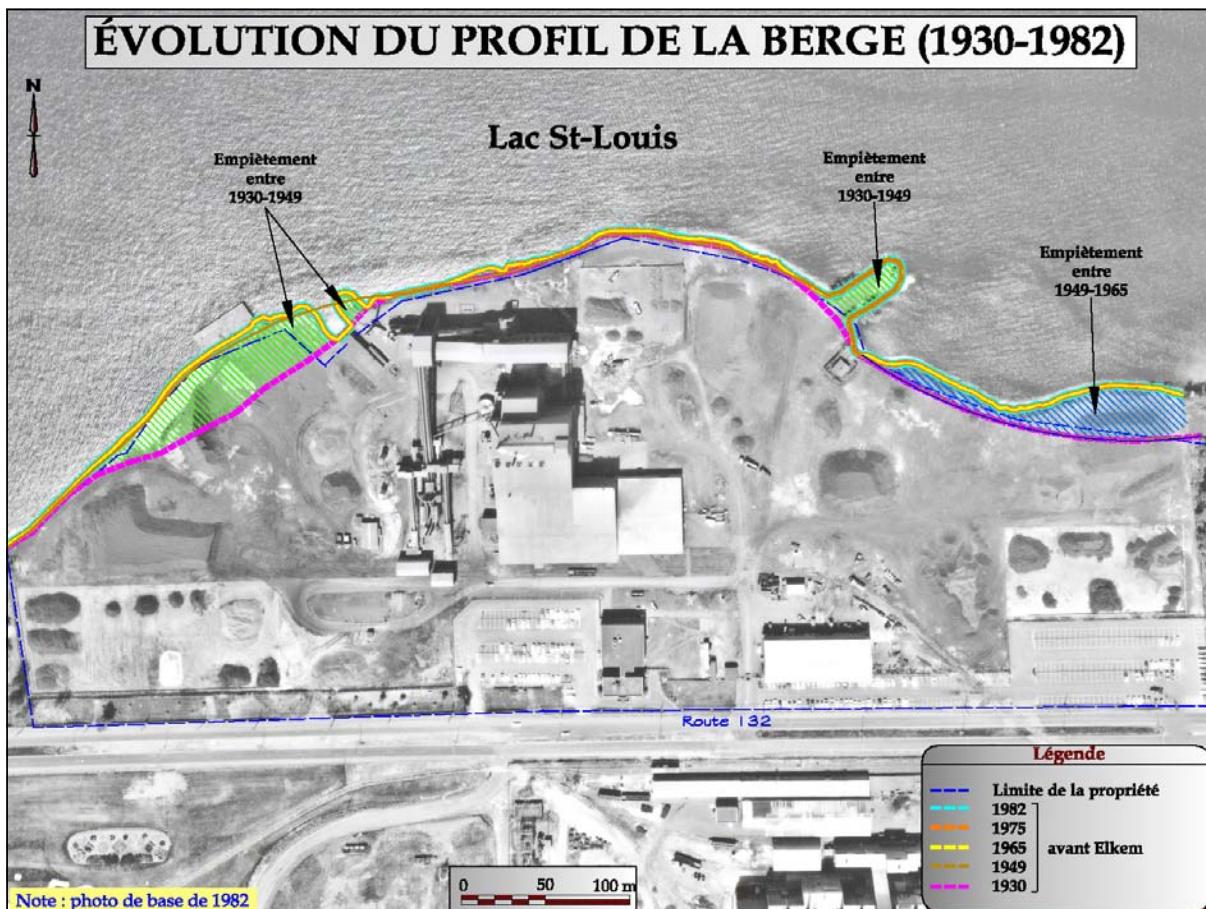 ÉVOLUTION DU PROFIL DE LA BERGE (1930-1982)
N
Lac St-Louis
Empiètement
entre
1930-1949
Empiètement
entre
1930-1949
Empiètement
entre
1949-1965
Route 132
Légende
Limite de la propriété
1982
1975
1965
avant Elkem
1949
1930
0 50 100 m
Note : photo de base de 1982